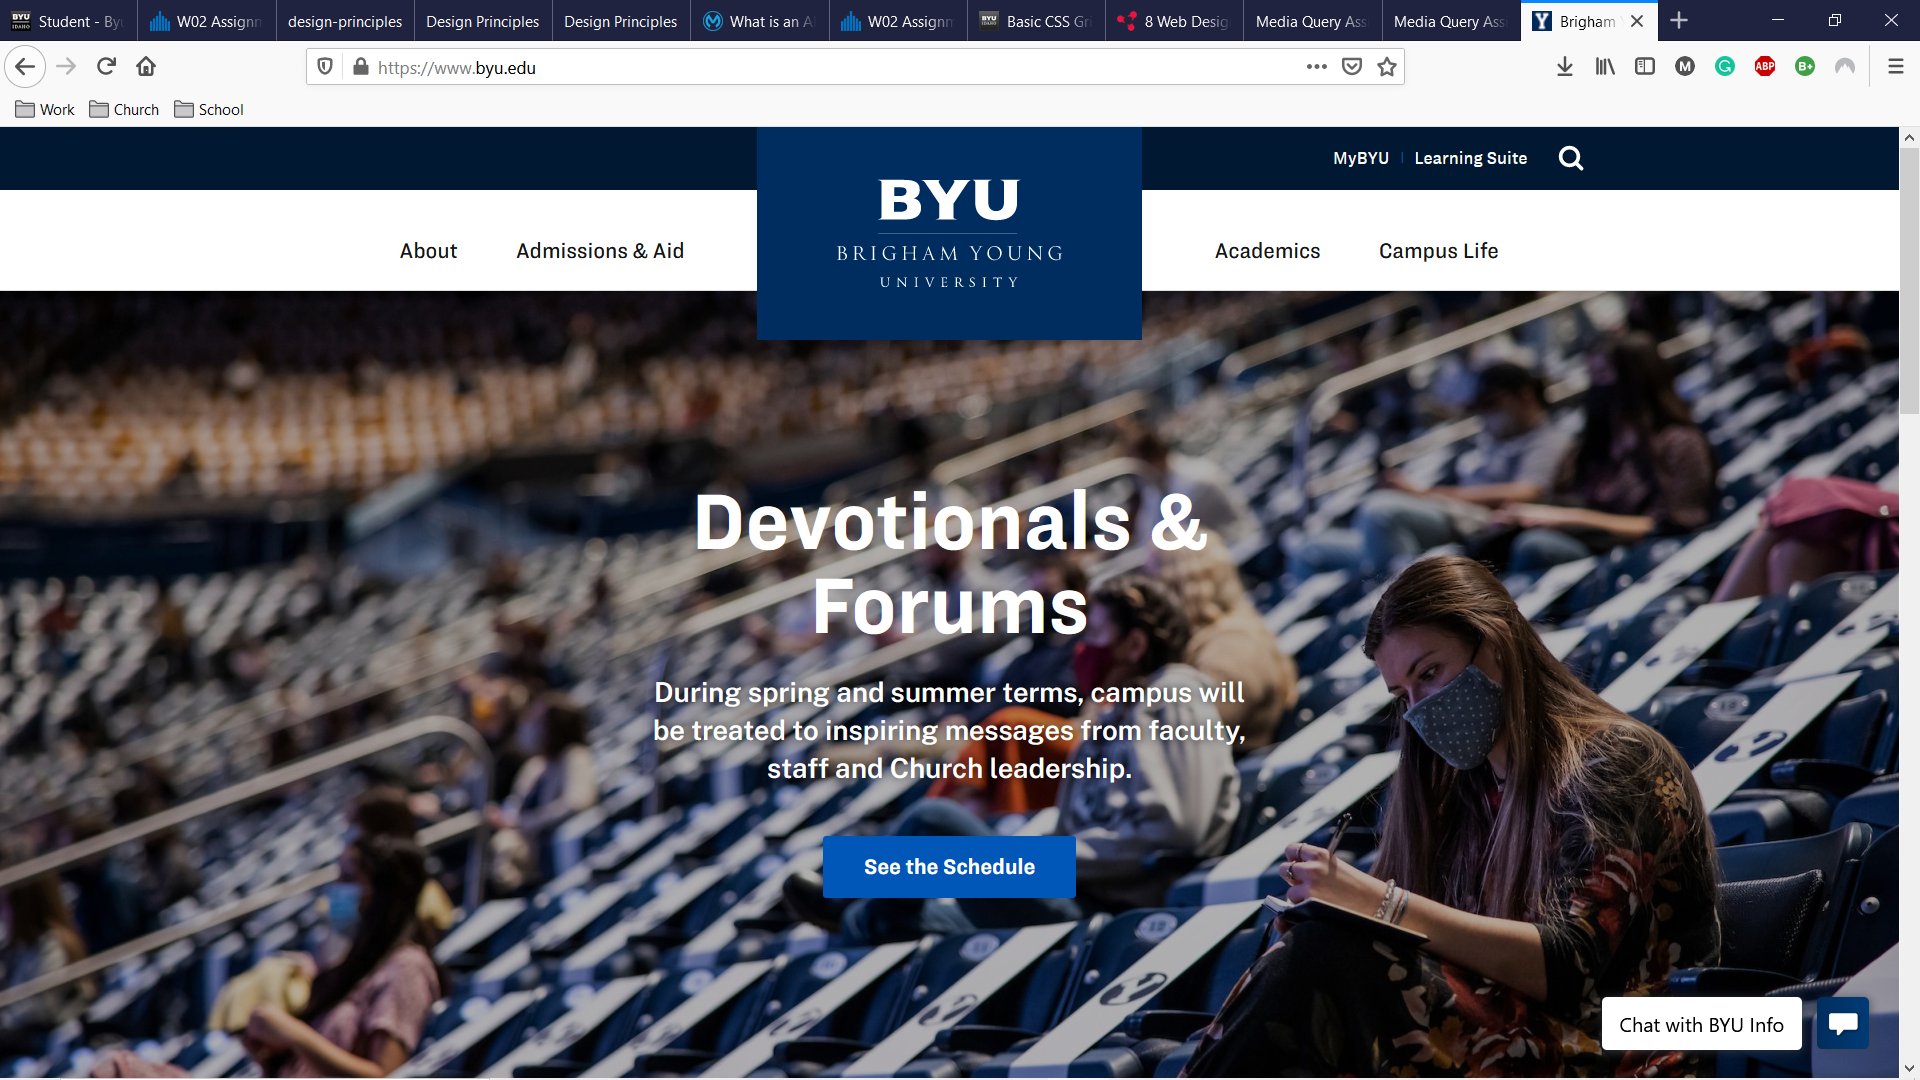 Student - By
W02 Assignm
design-principles
Design Principles
Design Principles
What is an A
W02 Assignm
Basic CSS Gri
8 Web Desig
Media Query Ass
Media Query Assi
Brigham Y
https://www.byu.edu
M
ABP
B+
Work
Church
School
MyBYU
Learning Suite
BYU
BRIGHAM YOUNG
UNIVERSITY
About
Admissions & Aid
Academics
Campus Life
Devotionals &
Forums
During spring and summer terms, campus will
be treated to inspiring messages from faculty,
staff and Church leadership.
See the Schedule
Chat with BYU Info